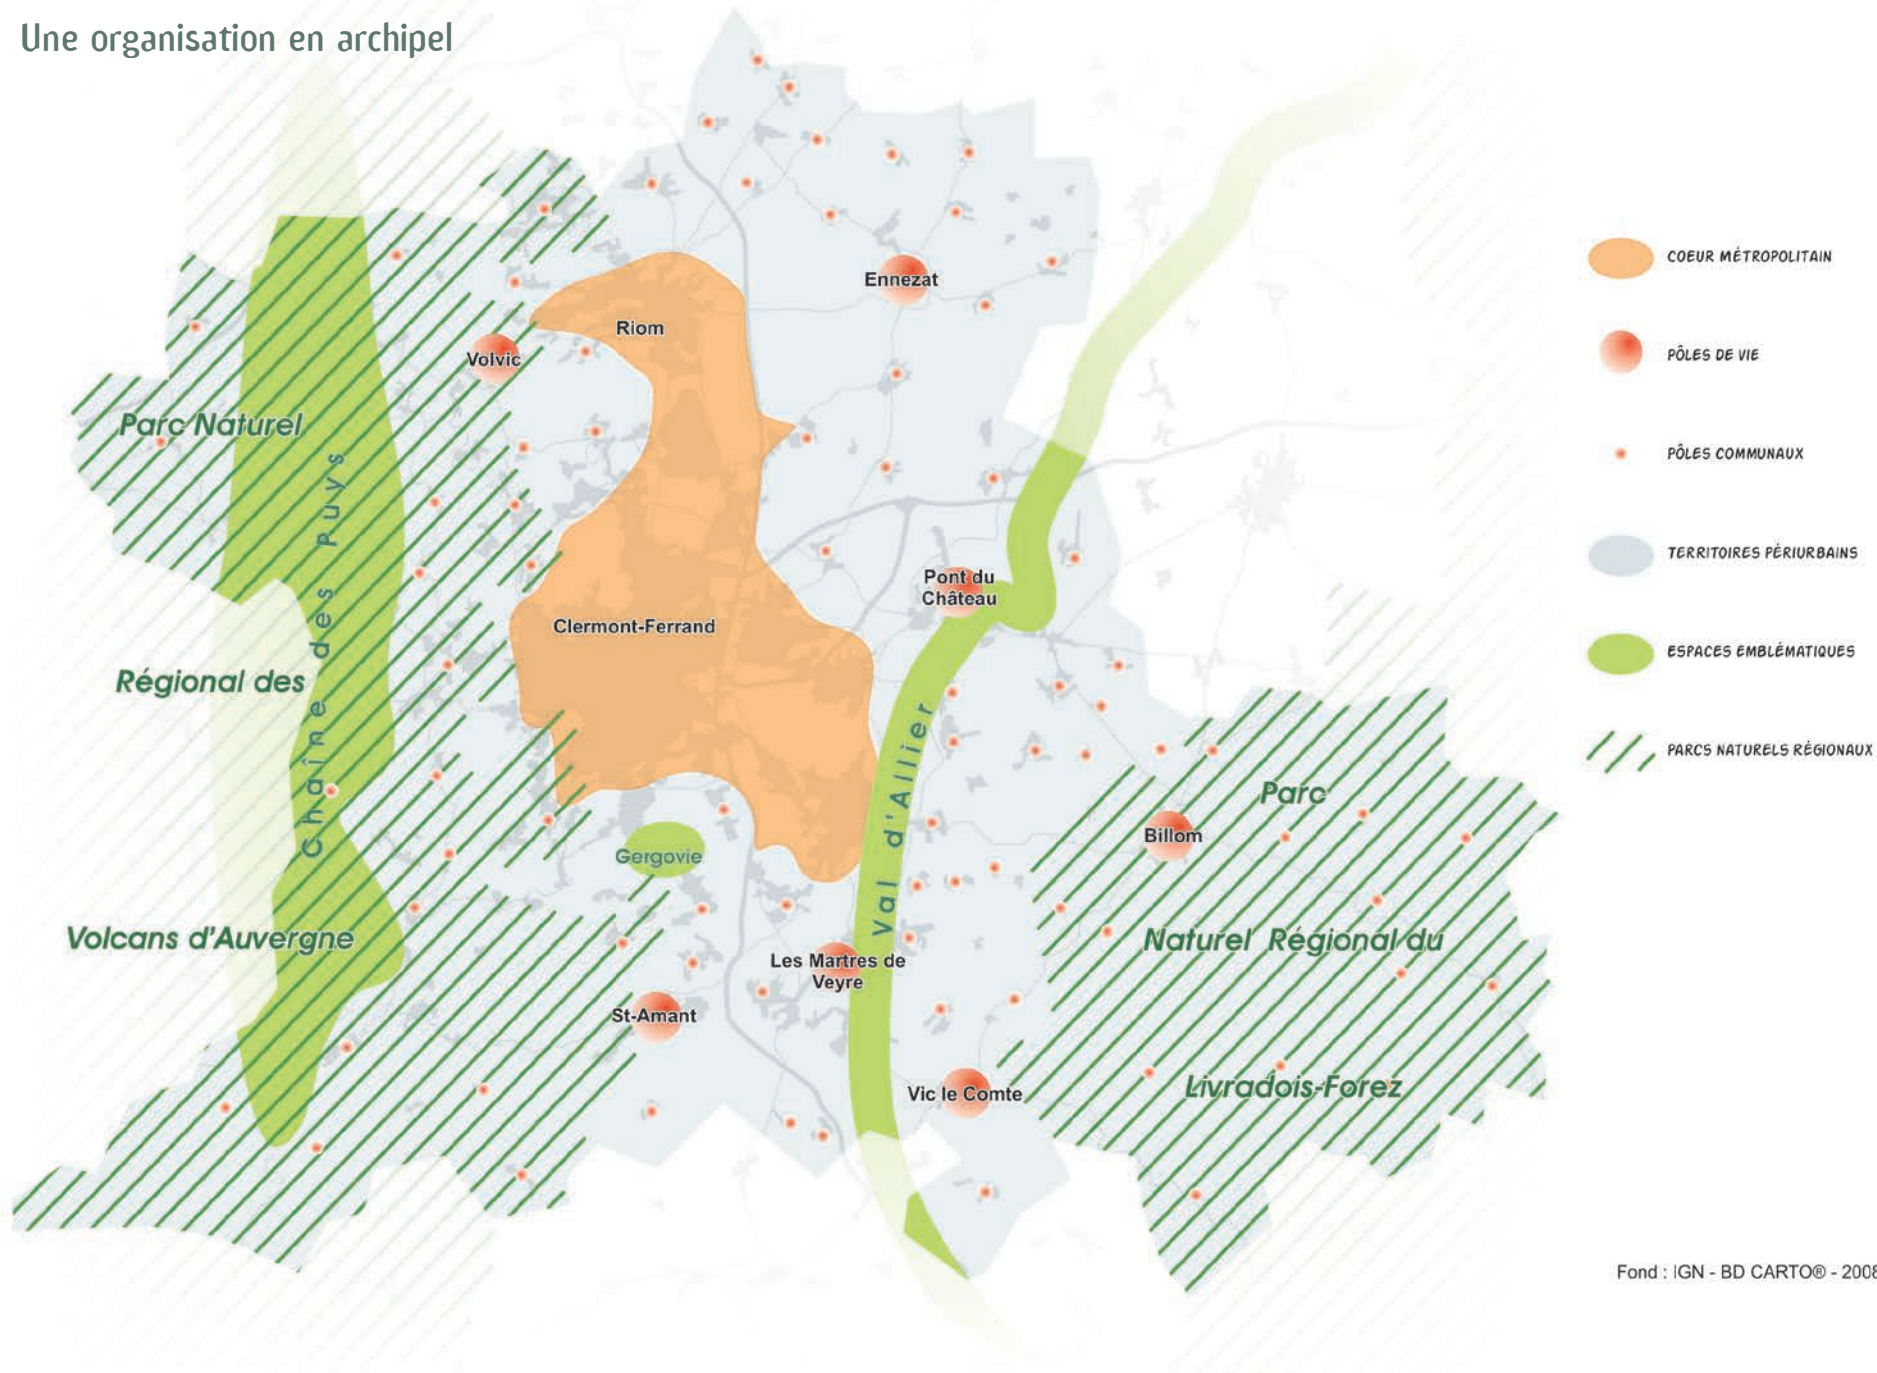 Une organisation en archipel
Ennezat
Riom
Volvic
Parc Naturel
Chaîne des Puys
Pont du
Château
Clermont-Ferrand
Régional des
Val d'Allier
Parc
Billom
Gergovie
Volcans d'Auvergne
Naturel Régional du
Les Martres de
Veyre
St-Amant
Vic le Comte
Livradois-Forez
COEUR MÉTROPOLITAIN
PÔLES DE VIE
PÔLES COMMUNAUX
TERRITOIRES PÉRIURBAINS
ESPACES EMBLÉMATIQUES
PARCS NATURELS RÉGIONAUX
Fond : IGN - BD CARTO® - 2008